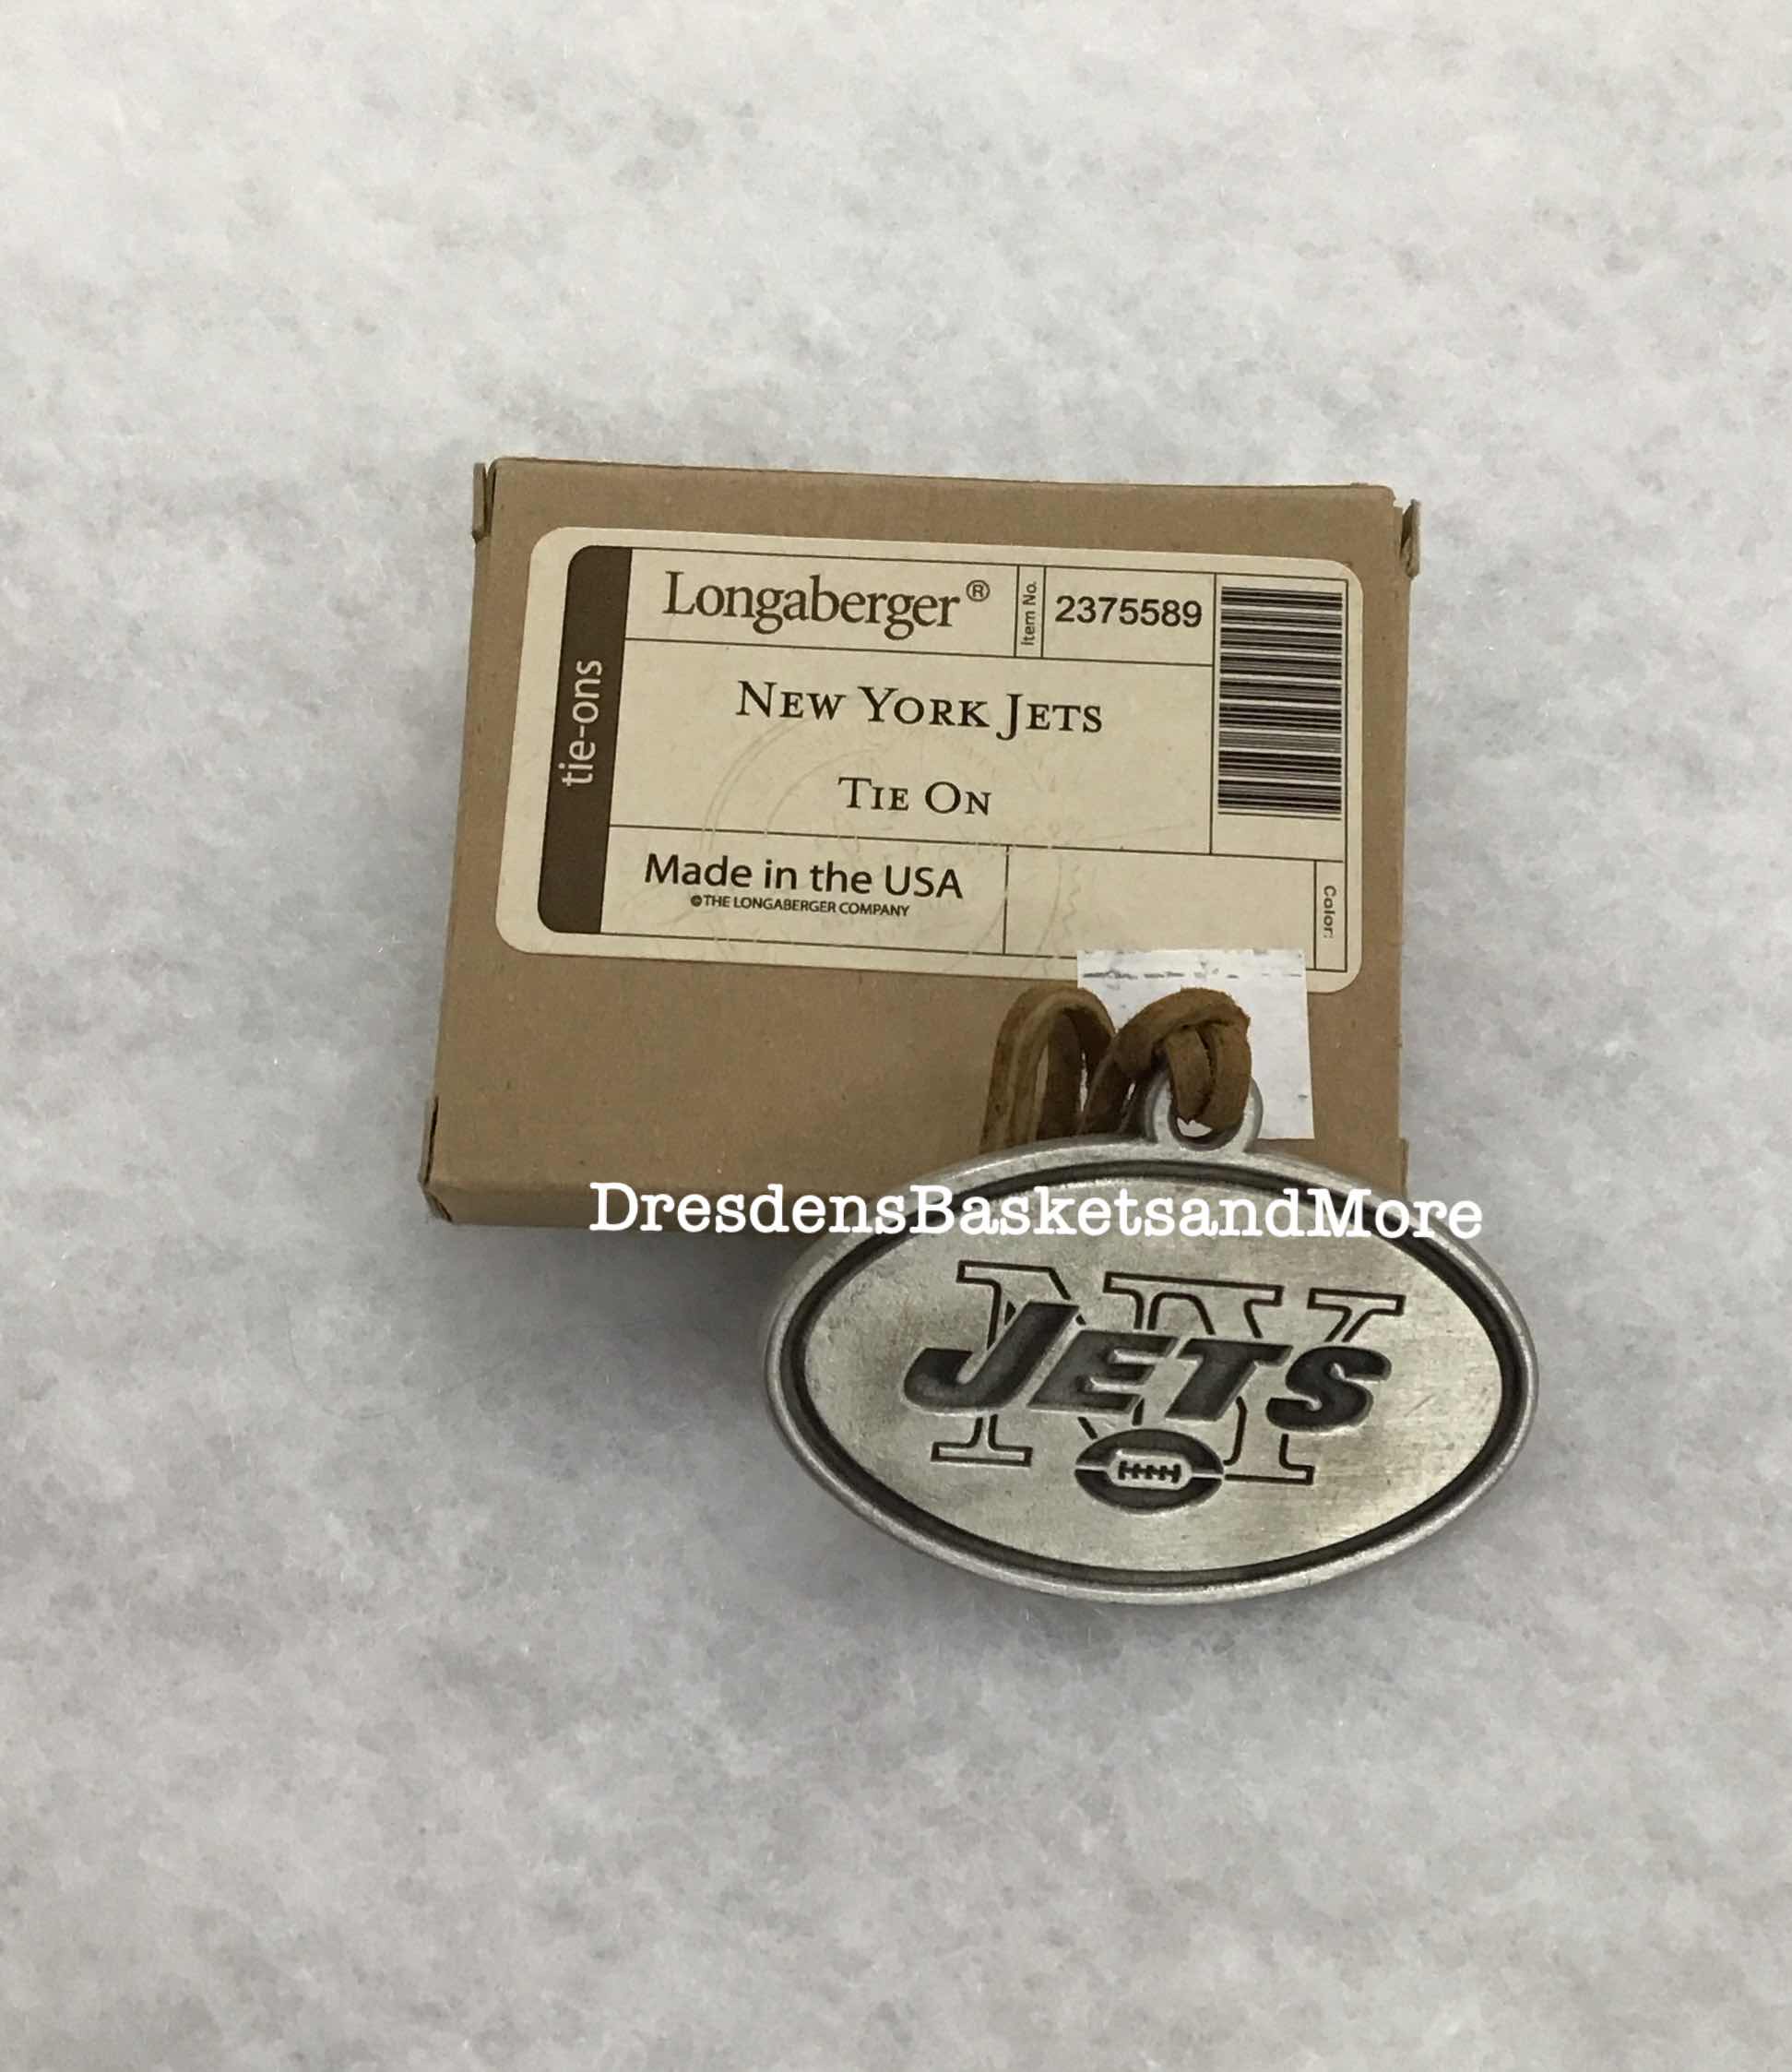 tie-ons
Longaberger®
Item No.
2375589
NEW YORK JETS
TIE ON
Made in the USA
©THE LONGABERGER COMPANY
Color:
DresdensBasketsandMore
NY
JETS